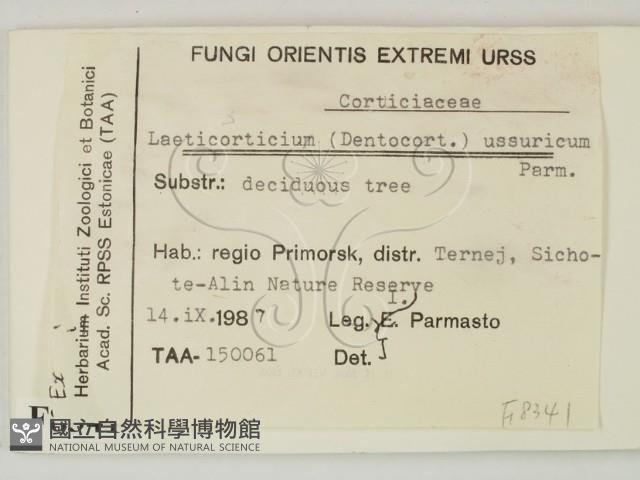 FUNGI ORIENTIS EXTREMI URSS
Corticiaceae
Laeticorticium (Dentocort.) ussuricum
Parm.
Substr.: deciduous tree
Hab.: regio Primorsk, distr. Ternej, Sicho-
te-Alin Nature Reserve
I.
14.IX.1987 Leg. E. Parmasto
TAA-150061 Det.
F 8341
Ex Herbarium Instituti Zoologici et Botanici
Acad. Sc. RPSS Estonicae (TAA)
國立自然科學博物館
NATIONAL MUSEUM OF NATURAL SCIENCE